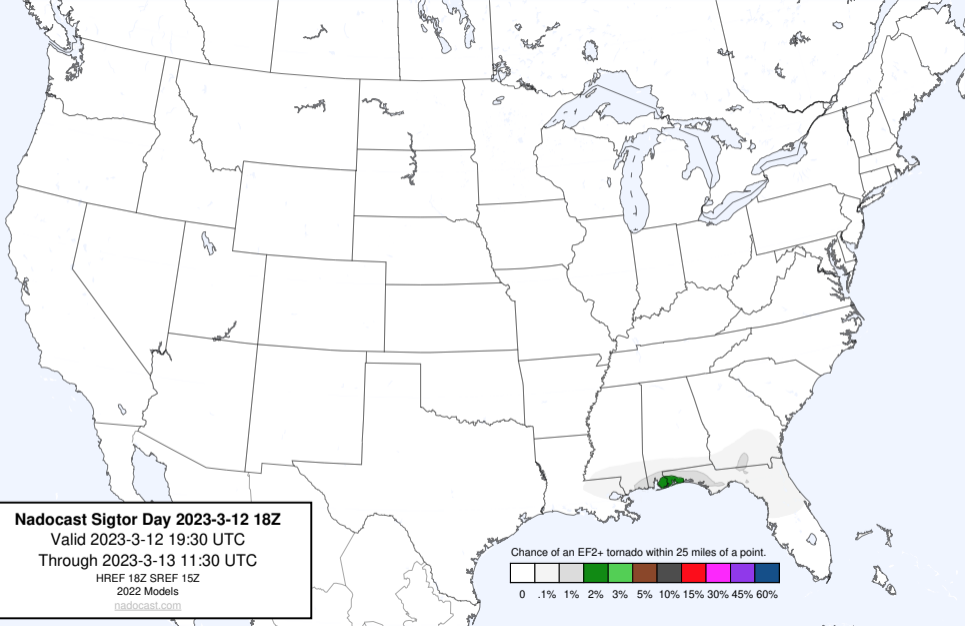 Nadocast Sigtor Day 2023-3-12 18Z
Valid 2023-3-12 19:30 UTC
Through 2023-3-13 11:30 UTC
HREF 18Z SREF 15Z
2022 Models
nadocast.com
Chance of an EF2+ tornado within 25 miles of a point.
0 .1% 1% 2% 3% 5% 10% 15% 30% 45% 60%